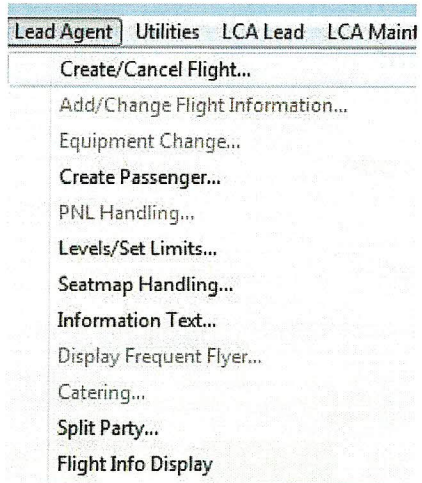 Lead Agent Utilities LCA Lead LCA Maint
Create/Cancel Flight...
Add/Change Flight Information...
Equipment Change...
Create Passenger...
PNL Handling...
Levels/Set Limits...
Seatmap Handling...
Information Text...
Display Frequent Flyer...
Catering...
Split Party...
Flight Info Display